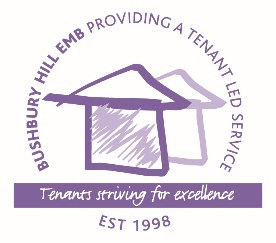 BUSHBURY HILL EMB PROVIDING A TENANT LED SERVICE
Tenants striving for excellence
EST 1998